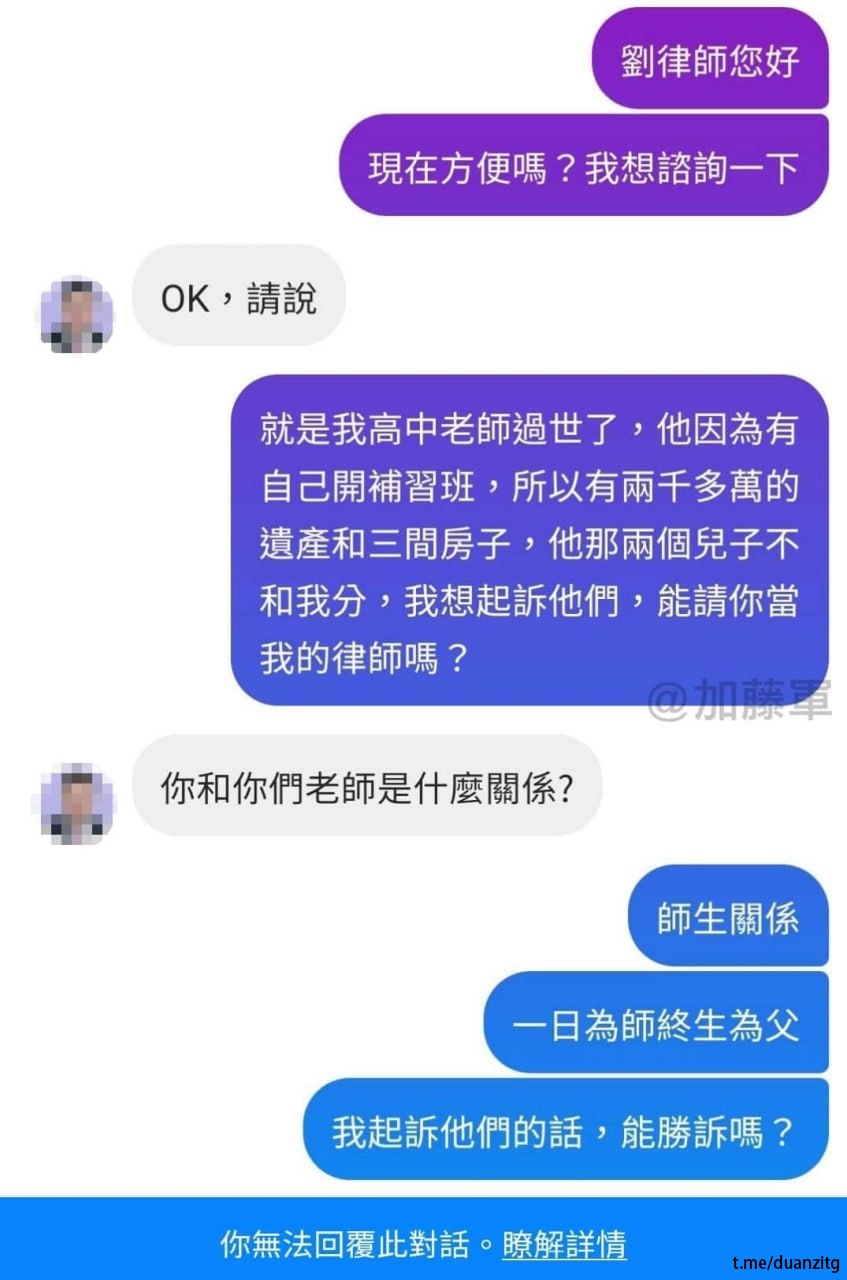 劉律師您好
現在方便嗎？我想諮詢一下
OK，請說
就是我高中老師過世了，他因為有
自己開補習班，所以有兩千多萬的
遺產和三間房子，他那兩個兒子不
和我分，我想起訴他們，能請你當
我的律師嗎？
@加藤軍
你和你們老師是什麼關係?
師生關係
一日為師終生為父
我起訴他們的話，能勝訴嗎？
你無法回覆此對話。瞭解詳情
t.me/duanzitg